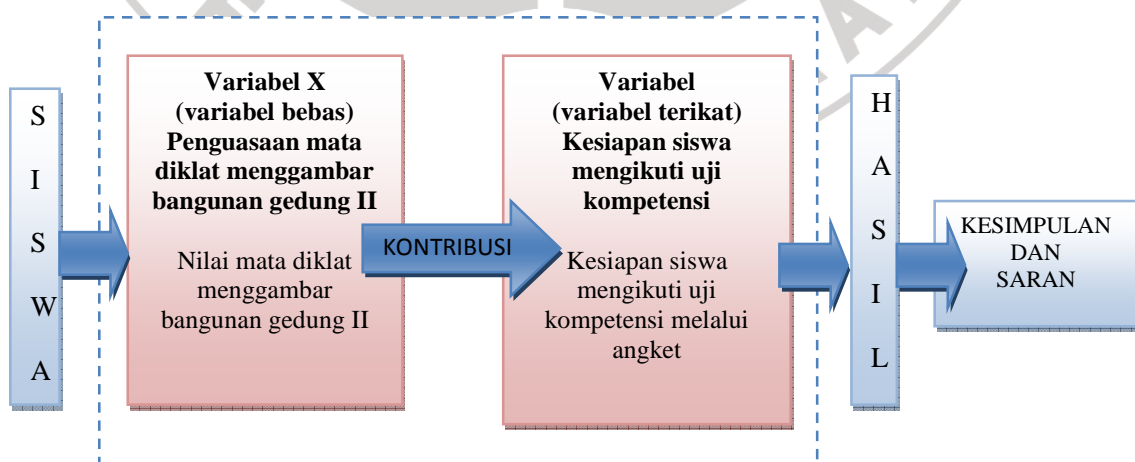 S
I
S
W
A
Variabel X
(variabel bebas)
Penguasaan mata
diklat menggambar
bangunan gedung II
Nilai mata diklat
menggambar
bangunan gedung II
KONTRIBUSI
Variabel
(variabel terikat)
Kesiapan siswa
mengikuti uji
kompetensi
Kesiapan siswa
mengikuti uji
kompetensi melalui
angket
H
A
S
I
L
KESIMPULAN
DAN
SARAN